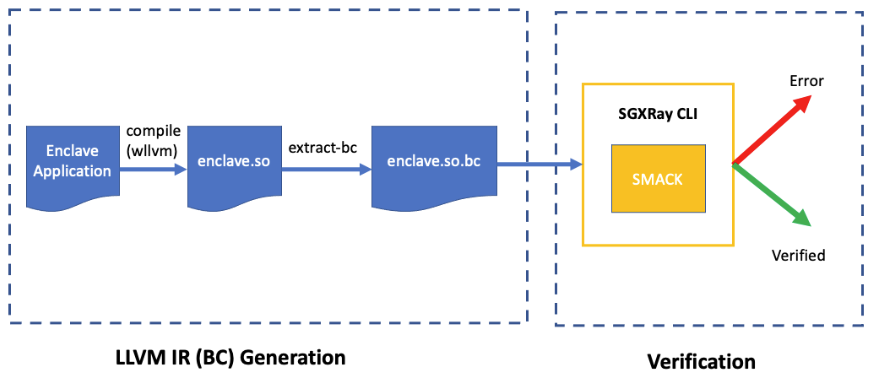 Enclave
Application
compile
(wllvm)
enclave.so
extract-bc
enclave.so.bc
SGXRay CLI
SMACK
Error
Verified
LLVM IR (BC) Generation
Verification